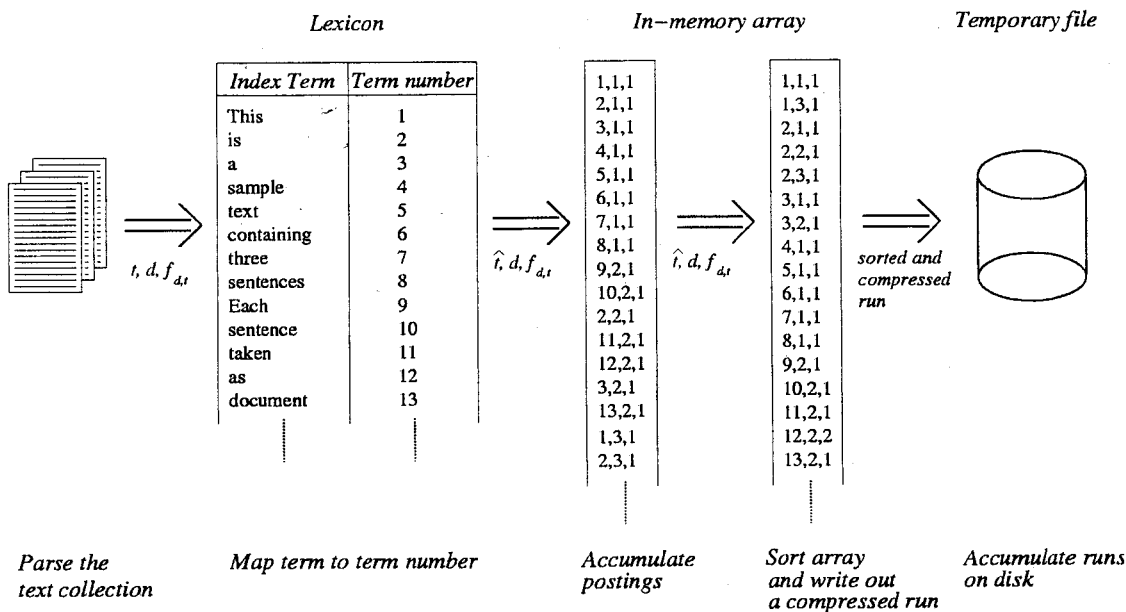 Lexicon
In-memory array
Temporary file
Index Term Term number
This 1
is 2
a 3
sample 4
text 5
containing 6
three 7
sentences 8
Each 9
sentence 10
taken 11
as 12
document 13
t, d, f_{d,t}
t̂, d, f_{d,t}
1,1,1
2,1,1
3,1,1
4,1,1
5,1,1
6,1,1
7,1,1
8,1,1
9,2,1
10,2,1
2,2,1
11,2,1
12,2,1
3,2,1
13,2,1
1,3,1
2,3,1
t̂, d, f_{d,t}
1,1,1
1,3,1
2,1,1
2,2,1
2,3,1
3,1,1
3,2,1
4,1,1
5,1,1
6,1,1
7,1,1
8,1,1
9,2,1
10,2,1
11,2,1
12,2,2
13,2,1
sorted and
compressed
run
Parse the
text collection
Map term to term number
Accumulate
postings
Sort array
and write out
a compressed run
Accumulate runs
on disk